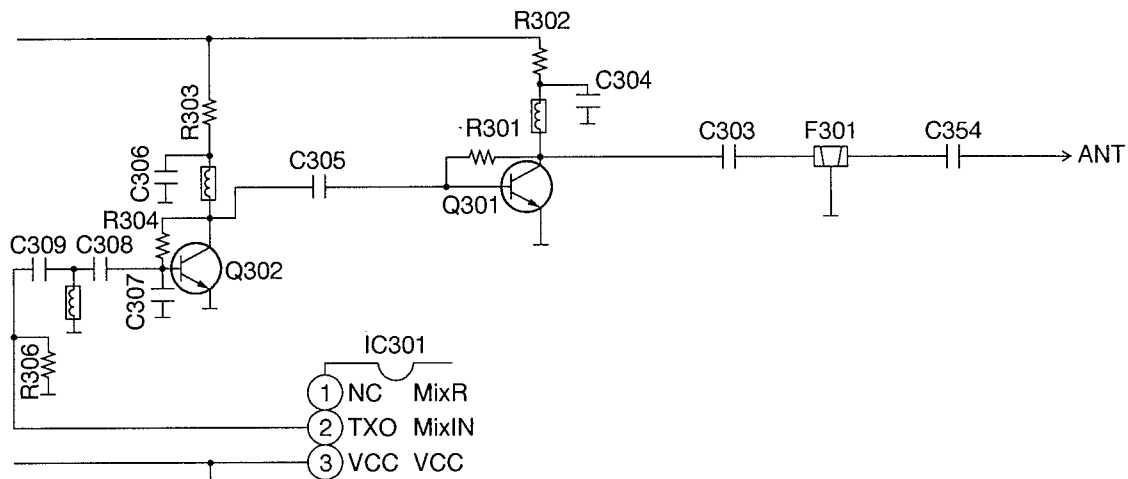 R302
C304
R303
R301
C303
F301
C354
ANT
C306
C305
Q301
R304
C309
C308
Q302
C307
R306
IC301
1 NC MixR
2 TXO MixIN
3 VCC VCC